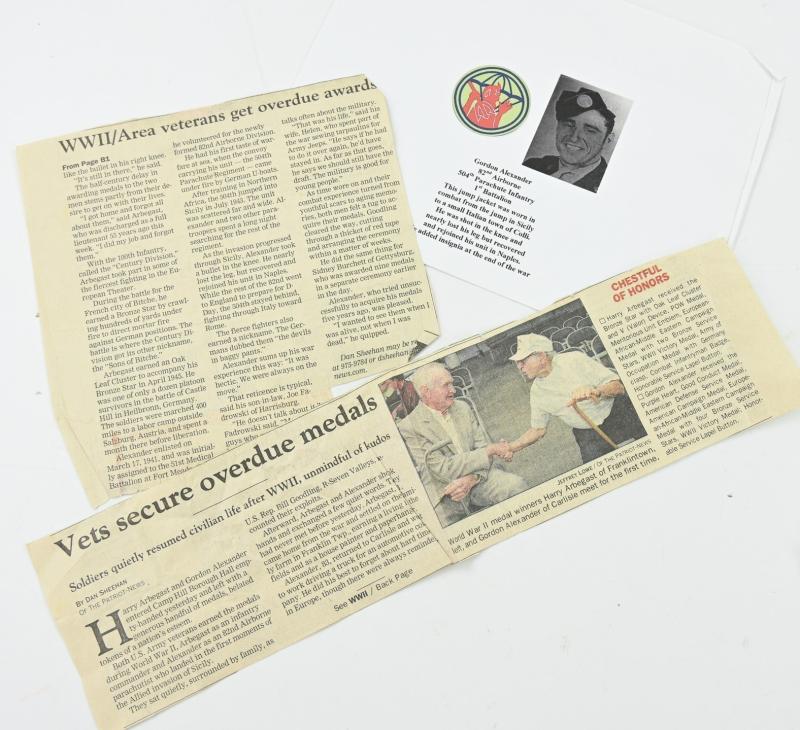 WWII/Area veterans get overdue awards
From Page B1
like the bullet in his right knee.
"It's still in there," he said.
The half-century delay in
awarding medals to the two
men stems partly from their de-
sire to get on with their lives.
"I got home and forgot all
about them," said Arbegast,
who was discharged as a full
lieutenant 55 years ago this
week. "I did my job and forgot
them."
With the 100th Infantry,
called the "Century Division,"
Arbegast took part in some of
the fiercest fighting in the Eu-
ropean Theater.
During the battle for the
French city of Bitche, he
earned a Bronze Star by crawl-
ing hundreds of yards under
fire to direct mortar fire
against German positions. The
battle is where the Century Di-
vision got its other nickname,
the "Sons of Bitche."
Arbegast earned an Oak
Leaf Cluster to accompany his
Bronze Star in April 1945. He
was one of only a dozen platoon
survivors in the battle of Castle
Hill in Heilbronn, Germany.
The soldiers were marched 400
miles to a labor camp outside
Salzburg, Austria, and spent a
month there before liberation.
Alexander enlisted on
March 17, 1941, and was initial-
ly assigned to the 51st Medical
Battalion at Fort Meade
he volunteered for the newly
formed 82nd Airborne Division.
He had his first taste of war-
fare at sea, when the convoy
carrying his unit — the 504th
Parachute Regiment — came
under fire by German U-boats.
After training in Northern
Africa, the 504th jumped into
Sicily in July 1943. The unit
was scattered far and wide. Al-
exander and two other para-
troopers spent a long night
searching for the rest of the
regiment.
As the invasion progressed
through Sicily, Alexander took
a bullet in the knee. He nearly
lost the leg, but recovered and
rejoined his unit in Naples.
While the rest of the 82nd went
to England to prepare for D-
Day, the 504th stayed behind,
fighting through Italy toward
Rome.
The fierce fighters also
earned a nickname. The Ger-
mans dubbed them "the devils
in baggy pants."
Alexander sums up his war
experience this way: "It was
hectic. We were always on the
move."
That reticence is typical,
said his son-in-law, Joe Fa-
jdrowski of Harrisburg.
"He doesn't talk about it
talks often about the military.
"That was his life," said his
wife, Helen, who spent part of
the war sewing tarpaulins for
Army Jeeps. "He says if he had
to do it over again, he'd have
stayed in. As far as that goes,
he says we should still have the
draft. The military is good for
young people."
As time wore on and their
combat experience turned from
youthful scars to aging memo-
ries, both men felt a tug to ac-
quire their medals. Goodling
cleared the way, cutting
through a thicket of red tape
and arranging the ceremony
within a matter of weeks.
He did the same thing for
Sidney Burchett of Gettysburg,
who was awarded nine medals
in a separate ceremony earlier
in the day.
Alexander, who tried unsuc-
cessfully to acquire his medals
five years ago, was pleased.
"I wanted to see them when I
was alive, not when I was
dead," he quipped.
Dan Sheehan may be re
at 975-9784 or dsheehan
news.com.
Gordon Alexander
82nd Airborne
504th Parachute Infantry
1st Battalion
This jump jacket was worn in
combat from the jump in Sicily
to a small Italian town of Colli.
He was shot in the knee and
nearly lost his leg but recovered
and rejoined his unit in Naples.
added insignia at the end of the war
Vets secure overdue medals
Soldiers quietly resumed civilian life after WWII, unmindful of kudos
BY DAN SHEEHAN
OF THE PATRIOT-NEWS
Harry Arbegast and Gordon Alexander
entered Camp Hill Borough Hall emp-
ty-handed yesterday and left with a
generous handful of medals, belated
tokens of a nation's esteem.
Both U.S. Army veterans earned the medals
during World War II, Arbegast as an infantry
commander and Alexander as an 82nd Airborne
parachutist who landed in the first moments of
the Allied invasion of Sicily.
They sat quietly, surrounded by family, as
U.S. Rep. Bill Goodling, R-Seven Valleys, re-
counted their exploits.
Afterward, Arbegast and Alexander shook
hands and exchanged a few quiet words. They
had never met before yesterday. Arbegast,
came home from the war and settled on the fami-
ly farm in Franklin Twp., earning a living in the
fields and as a house painter and paperhanger.
Alexander, 83, returned to Carlisle and went
to work driving a truck for an automotive com-
pany. He did his best to forget about hard times
in Europe, though there were always reminders
See WWII / Back Page
JEFFREY LOWE / OF THE PATRIOT-NEWS
World War II medal winners Harry Arbegast of Franklintown,
left, and Gordon Alexander of Carlisle meet for the first time.
CHESTFUL
OF HONORS
□ Harry Arbegast received the
Bronze Star with Oak Leaf Cluster
and V (Valor) Device, POW Medal,
Meritorious Unit Emblem, European-
African-Middle Eastern Campaign
Medal with two Bronze Service
Stars, WWII Victory Medal, Army of
Occupation Medal with Germany
Clasp, Combat Infantryman Badge,
Honorable Service Lapel Button.
□ Gordon Alexander received the
Purple Heart, Good Conduct Medal,
American Defense Service Medal,
American Campaign Medal, Europe-
an-African-Middle Eastern Campaign
Medal with four Bronze Service
Stars, WWII Victory Medal, Honor-
able Service Lapel Button.